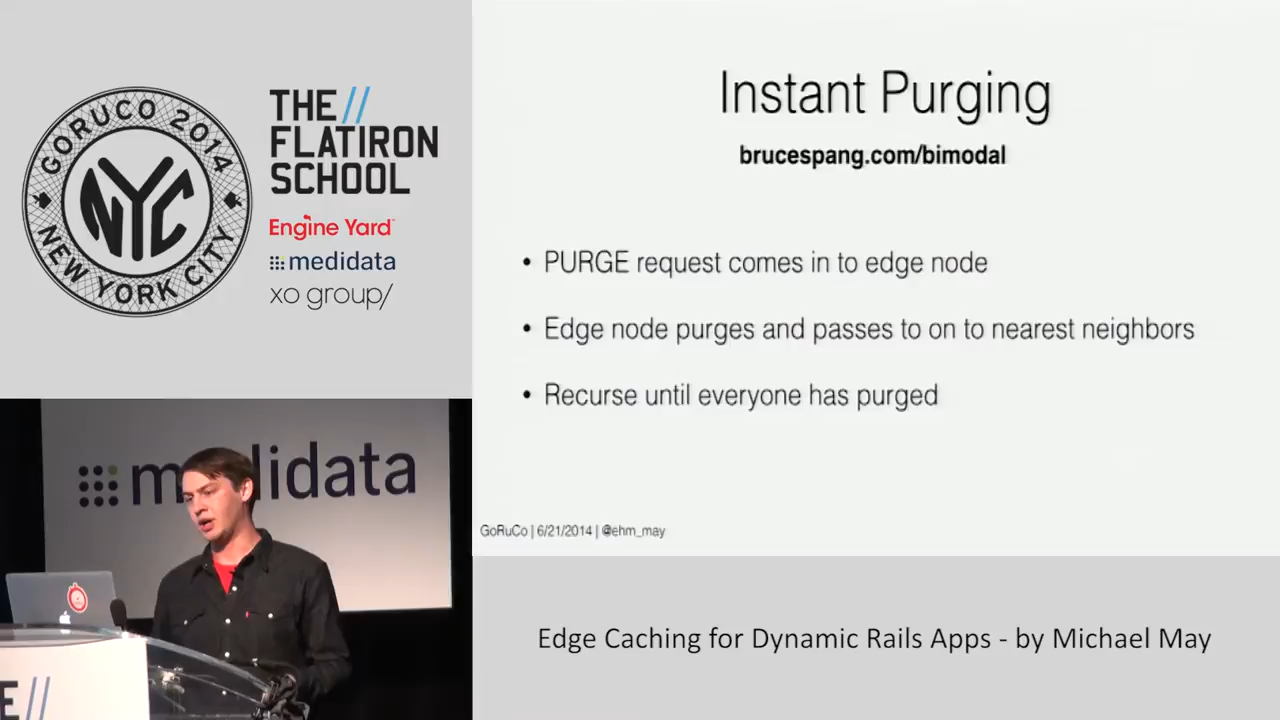 GORUCO 2014
NYC
NEW YORK CITY
THE//
FLATIRON
SCHOOL
Engine Yard
medidata
xo group/
Instant Purging
brucespang.com/bimodal
• PURGE request comes in to edge node
• Edge node purges and passes to on to nearest neighbors
• Recurse until everyone has purged
GoRuCo | 6/21/2014 | @ehm_may
medidata
E//
Edge Caching for Dynamic Rails Apps - by Michael May